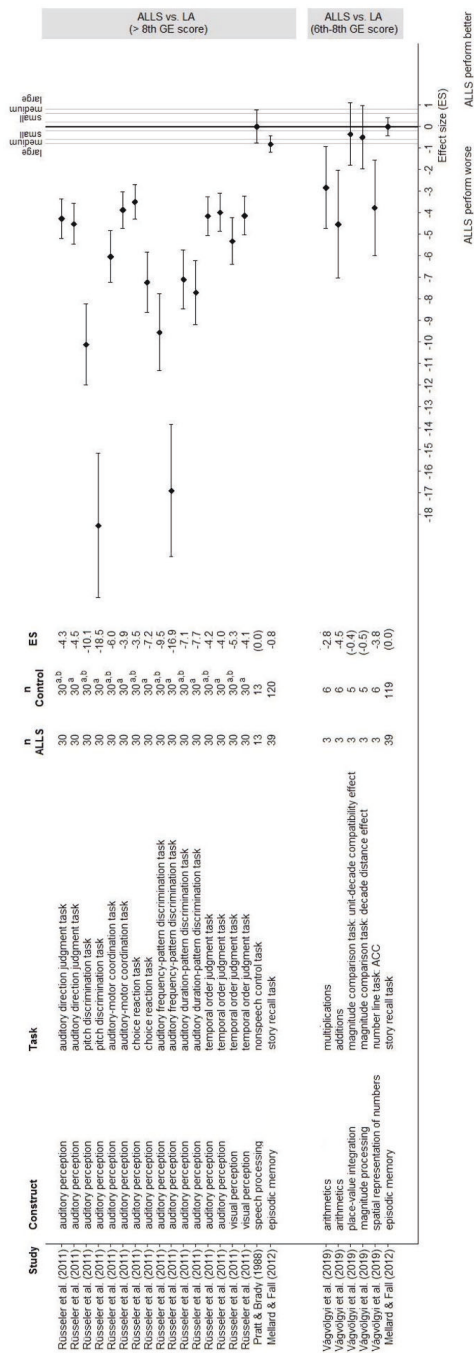 Study Construct Task n ALLS n Control ES
ALLS vs. LA
(> 8th GE score)
Rüsseler et al. (2011) auditory perception auditory direction judgment task 30 30 a,b -4.3
Rüsseler et al. (2011) auditory perception auditory direction judgment task 30 30 a -4.5
Rüsseler et al. (2011) auditory perception pitch discrimination task 30 30 a,b -10.1
Rüsseler et al. (2011) auditory perception pitch discrimination task 30 30 a -18.5
Rüsseler et al. (2011) auditory perception auditory-motor coordination task 30 30 a,b -6.0
Rüsseler et al. (2011) auditory perception auditory-motor coordination task 30 30 a -3.9
Rüsseler et al. (2011) auditory perception choice reaction task 30 30 a,b -3.5
Rüsseler et al. (2011) auditory perception choice reaction task 30 30 a -7.2
Rüsseler et al. (2011) auditory perception auditory frequency-pattern discrimination task 30 30 a,b -9.5
Rüsseler et al. (2011) auditory perception auditory frequency-pattern discrimination task 30 30 a -16.9
Rüsseler et al. (2011) auditory perception auditory duration-pattern discrimination task 30 30 a,b -7.1
Rüsseler et al. (2011) auditory perception auditory duration-pattern discrimination task 30 30 a -7.7
Rüsseler et al. (2011) auditory perception temporal order judgment task 30 30 a,b -4.2
Rüsseler et al. (2011) auditory perception temporal order judgment task 30 30 a -4.0
Rüsseler et al. (2011) visual perception temporal order judgment task 30 30 a,b -5.3
Rüsseler et al. (2011) visual perception temporal order judgment task 30 30 a -4.1
Pratt & Brady (1988) speech processing nonspeech control task 13 13 (0.0)
Mellard & Fall (2012) episodic memory story recall task 39 120 -0.8
ALLS vs. LA
(6th-8th GE score)
Vágvölgyi et al. (2019) arithmetics multiplications 3 6 -2.8
Vágvölgyi et al. (2019) arithmetics additions 3 6 -4.5
Vágvölgyi et al. (2019) place-value integration magnitude comparison task: unit-decade compatibility effect 3 5 (-0.4)
Vágvölgyi et al. (2019) magnitude processing magnitude comparison task: decade distance effect 3 5 (-0.5)
Vágvölgyi et al. (2019) spatial representation of numbers number line task: ACC 3 6 -3.8
Mellard & Fall (2012) episodic memory story recall task 39 119 (0.0)
large medium small small medium large
-18 -17 -16 -15 -14 -13 -12 -11 -10 -9 -8 -7 -6 -5 -4 -3 -2 -1 0 1
Effect size (ES)
ALLS perform worse ALLS perform better